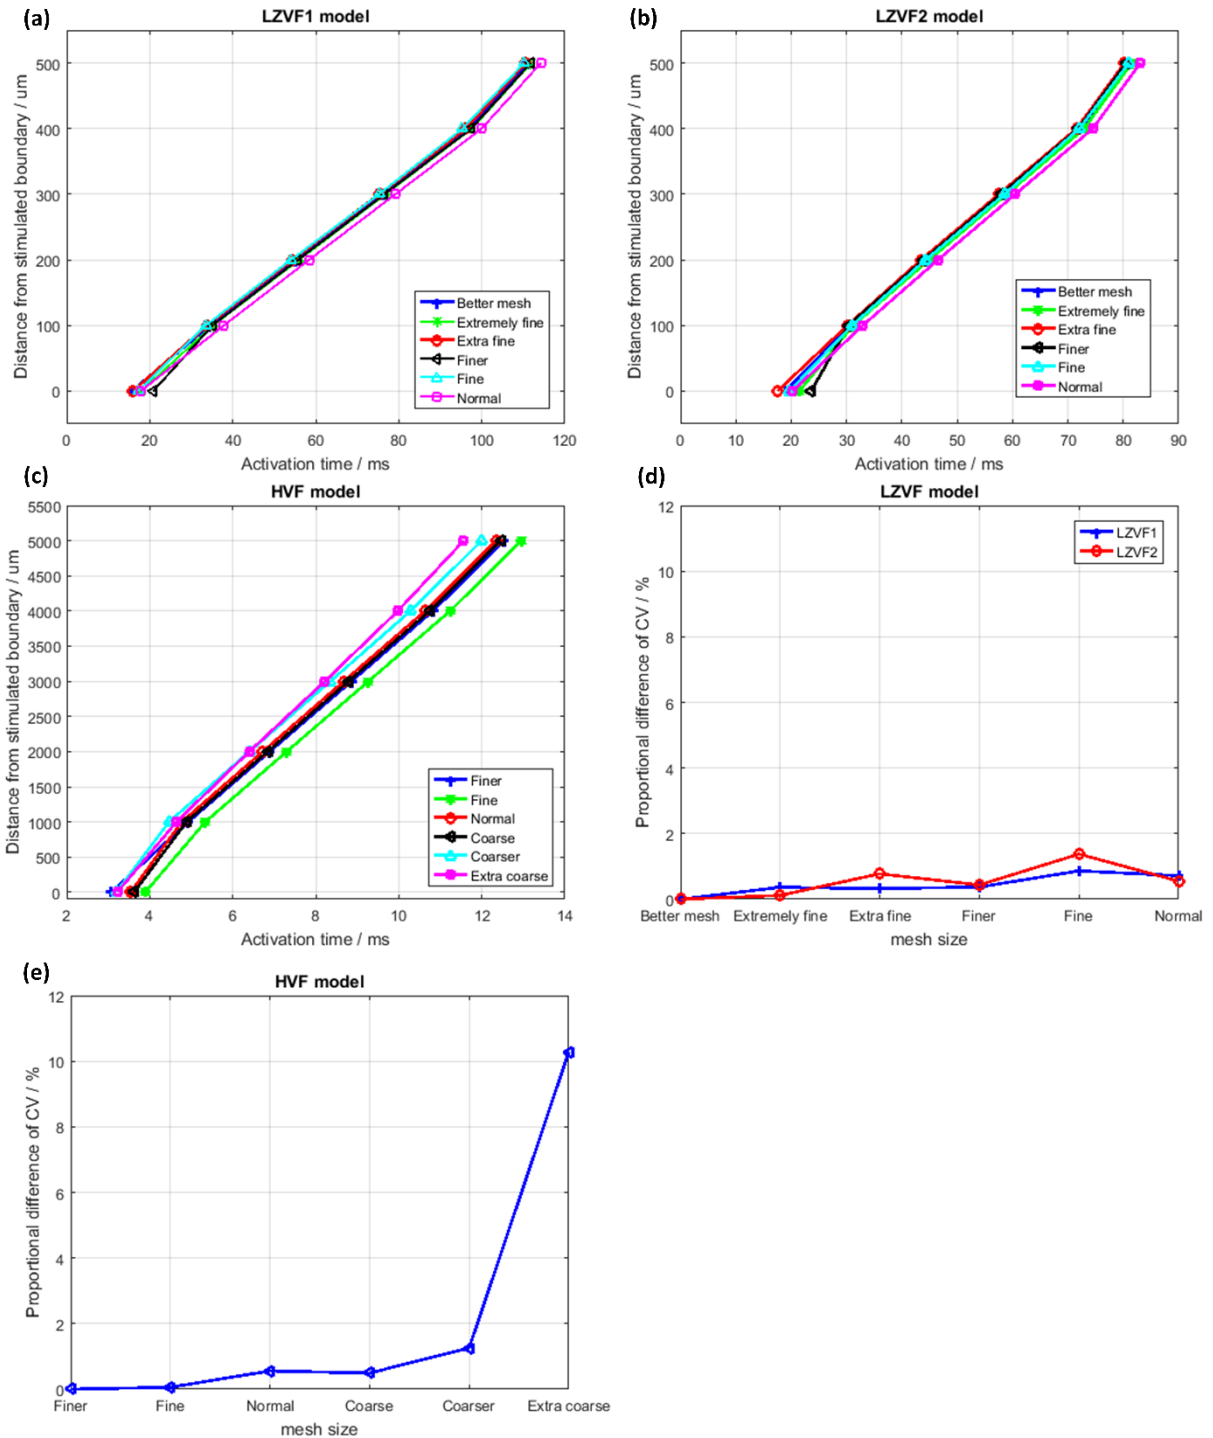 (a)
LZVF1 model
Distance from stimulated boundary / um
500
400
300
200
100
0
0 20 40 60 80 100 120
Activation time / ms
Better mesh
Extremely fine
Extra fine
Finer
Fine
Normal
(b)
LZVF2 model
Distance from stimulated boundary / um
500
400
300
200
100
0
0 10 20 30 40 50 60 70 80 90
Activation time / ms
Better mesh
Extremely fine
Extra fine
Finer
Fine
Normal
(c)
HVF model
Distance from stimulated boundary / um
5500
5000
4500
4000
3500
3000
2500
2000
1500
1000
500
0
2 4 6 8 10 12 14
Activation time / ms
Finer
Fine
Normal
Coarse
Coarser
Extra coarse
(d)
LZVF model
Proportional difference of CV / %
12
10
8
6
4
2
0
Better mesh Extremely fine Extra fine Finer Fine Normal
mesh size
LZVF1
LZVF2
(e)
HVF model
Proportional difference of CV / %
12
10
8
6
4
2
0
Finer Fine Normal Coarse Coarser Extra coarse
mesh size